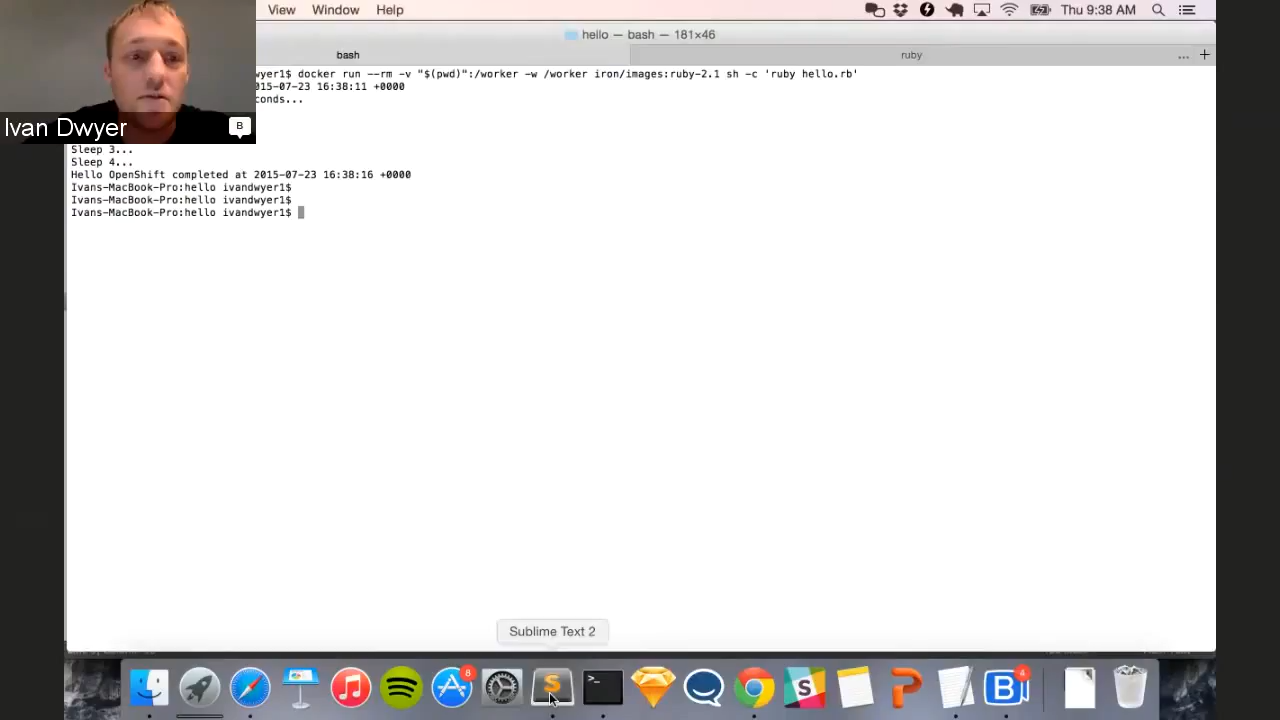 View Window Help
Thu 9:38 AM
hello — bash — 181×46
bash
ruby
wyer1$ docker run --rm -v "$(pwd)":/worker -w /worker iron/images:ruby-2.1 sh -c 'ruby hello.rb'
015-07-23 16:38:11 +0000
conds...
Ivan Dwyer
B
Sleep 3...
Sleep 4...
Hello OpenShift completed at 2015-07-23 16:38:16 +0000
Ivans-MacBook-Pro:hello ivandwyer1$
Ivans-MacBook-Pro:hello ivandwyer1$
Ivans-MacBook-Pro:hello ivandwyer1$
Sublime Text 2
8
S
>_
S
P
B
4